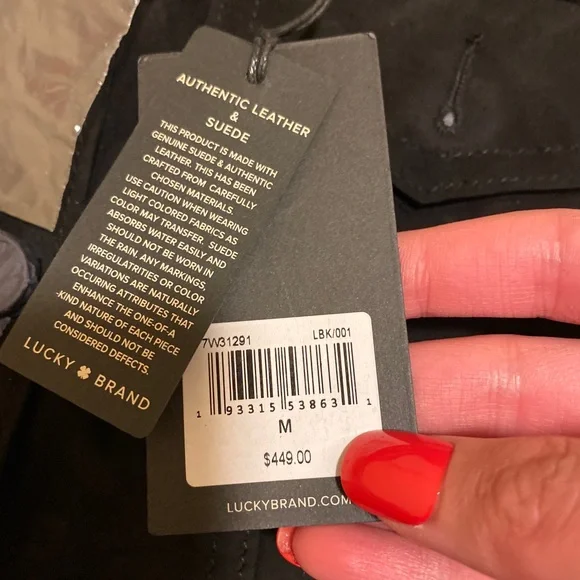 AUTHENTIC LEATHER
&
SUEDE
THIS PRODUCT IS MADE WITH
GENUINE SUEDE & AUTHENTIC
LEATHER. THIS HAS BEEN
CRAFTED FROM CAREFULLY
CHOSEN MATERIALS.
USE CAUTION WHEN WEARING
LIGHT COLORED FABRICS AS
COLOR MAY TRANSFER. SUEDE
ABSORBS WATER EASILY AND
SHOULD NOT BE WORN IN
THE RAIN. ANY MARKINGS,
IRREGULATRITIES OR COLOR
VARIATIONS ARE NATURALLY
OCCURING ATTRIBUTES THAT
ENHANCE THE ONE-OF-A
-KIND NATURE OF EACH PIECE
AND SHOULD NOT BE
CONSIDERED DEFECTS.
LUCKY BRAND
7W31291 LBK/001
1 93315 53863 1
M
$449.00
LUCKYBRAND.COM